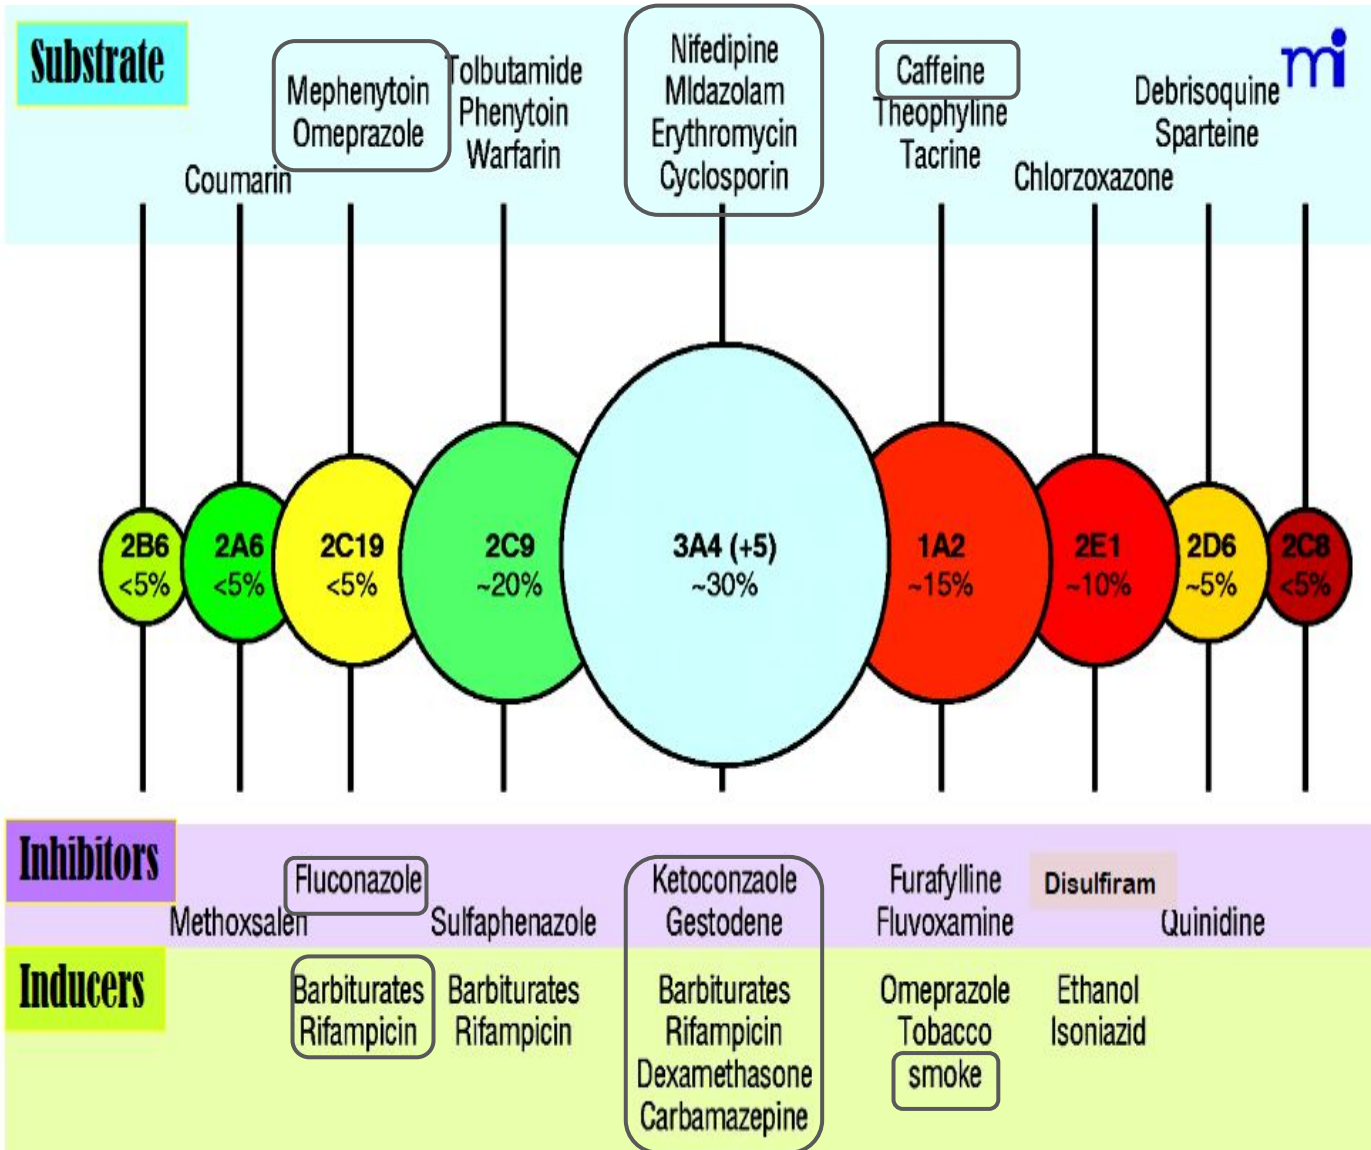 Substrate
mi
Mephenytoin
Omeprazole
Coumarin
Tolbutamide
Phenytoin
Warfarin
Nifedipine
MIdazolam
Erythromycin
Cyclosporin
Caffeine
Theophyline
Tacrine
Chlorzoxazone
Debrisoquine
Sparteine
2B6
<5%
2A6
<5%
2C19
<5%
2C9
~20%
3A4 (+5)
~30%
1A2
~15%
2E1
~10%
2D6
~5%
2C8
<5%
Inhibitors
Methoxsalen
Fluconazole
Sulfaphenazole
Ketoconzaole
Gestodene
Furafylline
Fluvoxamine
Disulfiram
Quinidine
Inducers
Barbiturates
Rifampicin
Barbiturates
Rifampicin
Barbiturates
Rifampicin
Dexamethasone
Carbamazepine
Omeprazole
Tobacco
smoke
Ethanol
Isoniazid